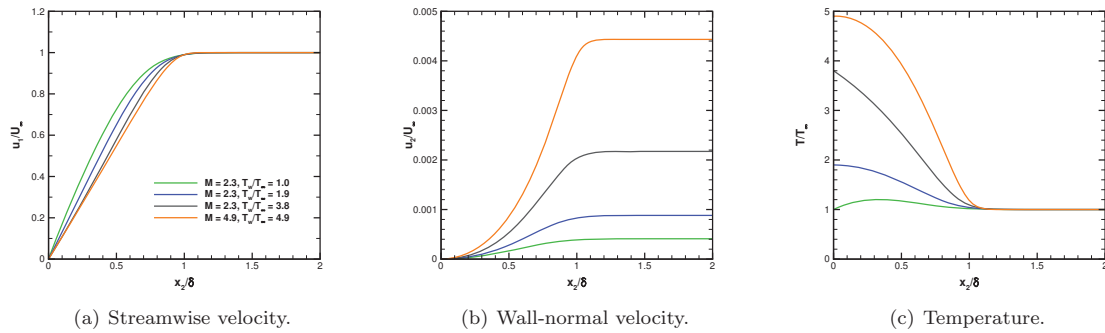 1.2
1
0.8
0.6
0.4
0.2
0
u₁/U∞
M = 2.3, T_w/T∞ = 1.0
M = 2.3, T_w/T∞ = 1.9
M = 2.3, T_w/T∞ = 3.8
M = 4.9, T_w/T∞ = 4.9
0 0.5 1 1.5 2
x₂/δ
(a) Streamwise velocity.
0.005
0.004
0.003
0.002
0.001
0
u₂/U∞
0 0.5 1 1.5 2
x₂/δ
(b) Wall-normal velocity.
5
4
3
2
1
0
T/T∞
0 0.5 1 1.5 2
x₂/δ
(c) Temperature.